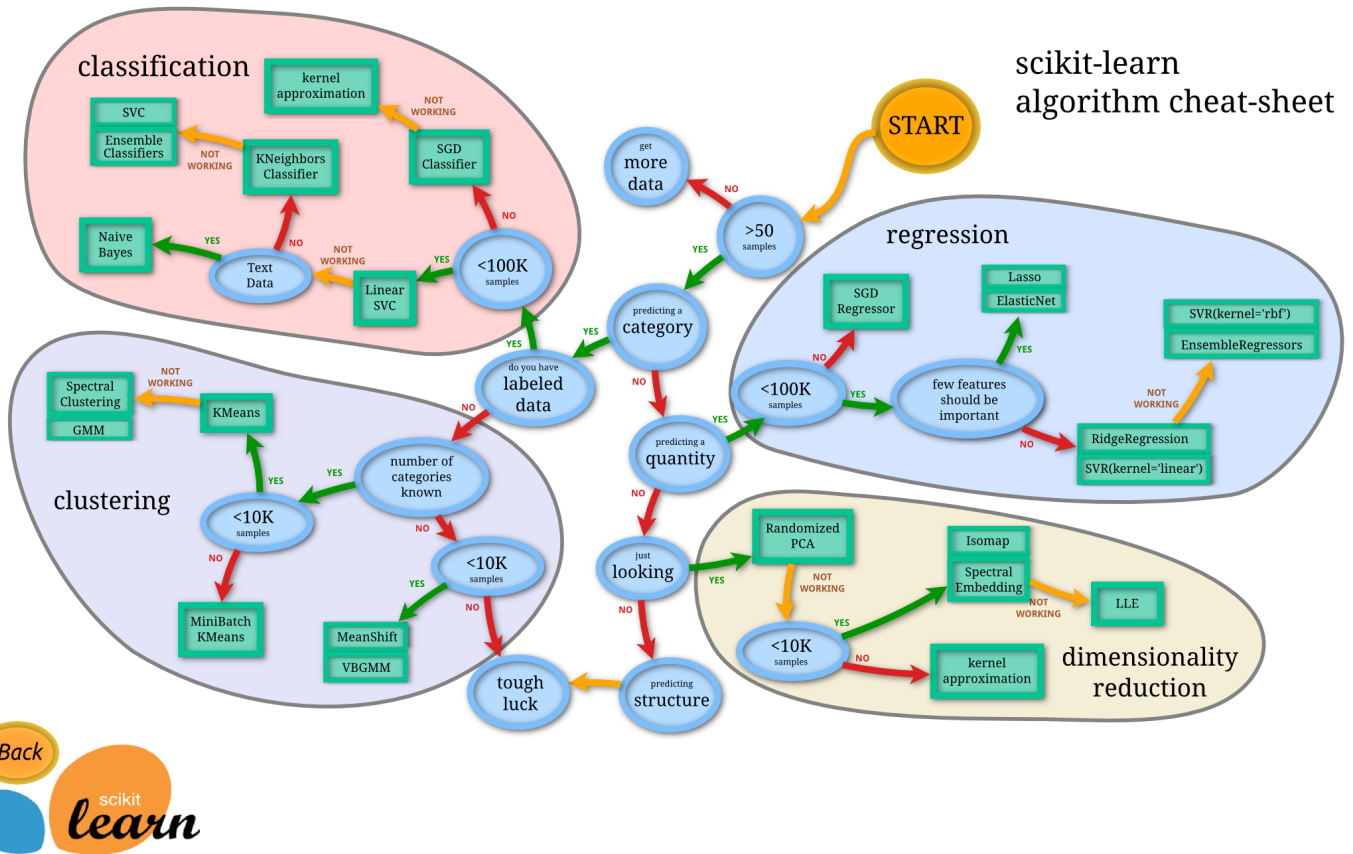 scikit-learn
algorithm cheat-sheet
START
get
more
data
NO
>50
samples
YES
predicting a
category
YES
NO
do you have
labeled
data
YES
NO
predicting a
quantity
YES
NO
just
looking
YES
NO
predicting
structure
tough
luck
classification
kernel
approximation
NOT
WORKING
SGD
Classifier
NO
<100K
samples
YES
Linear
SVC
NOT
WORKING
Text
Data
YES
Naive
Bayes
NO
KNeighbors
Classifier
NOT
WORKING
SVC
Ensemble
Classifiers
regression
<100K
samples
NO
SGD
Regressor
YES
few features
should be
important
YES
Lasso
ElasticNet
NO
RidgeRegression
SVR(kernel='linear')
NOT
WORKING
SVR(kernel='rbf')
EnsembleRegressors
clustering
number of
categories
known
YES
<10K
samples
YES
KMeans
NOT
WORKING
Spectral
Clustering
GMM
NO
MiniBatch
KMeans
NO
<10K
samples
YES
MeanShift
VBGMM
NO
dimensionality
reduction
Randomized
PCA
NOT
WORKING
<10K
samples
YES
Isomap
Spectral
Embedding
NOT
WORKING
LLE
NO
kernel
approximation
Back
scikit
learn